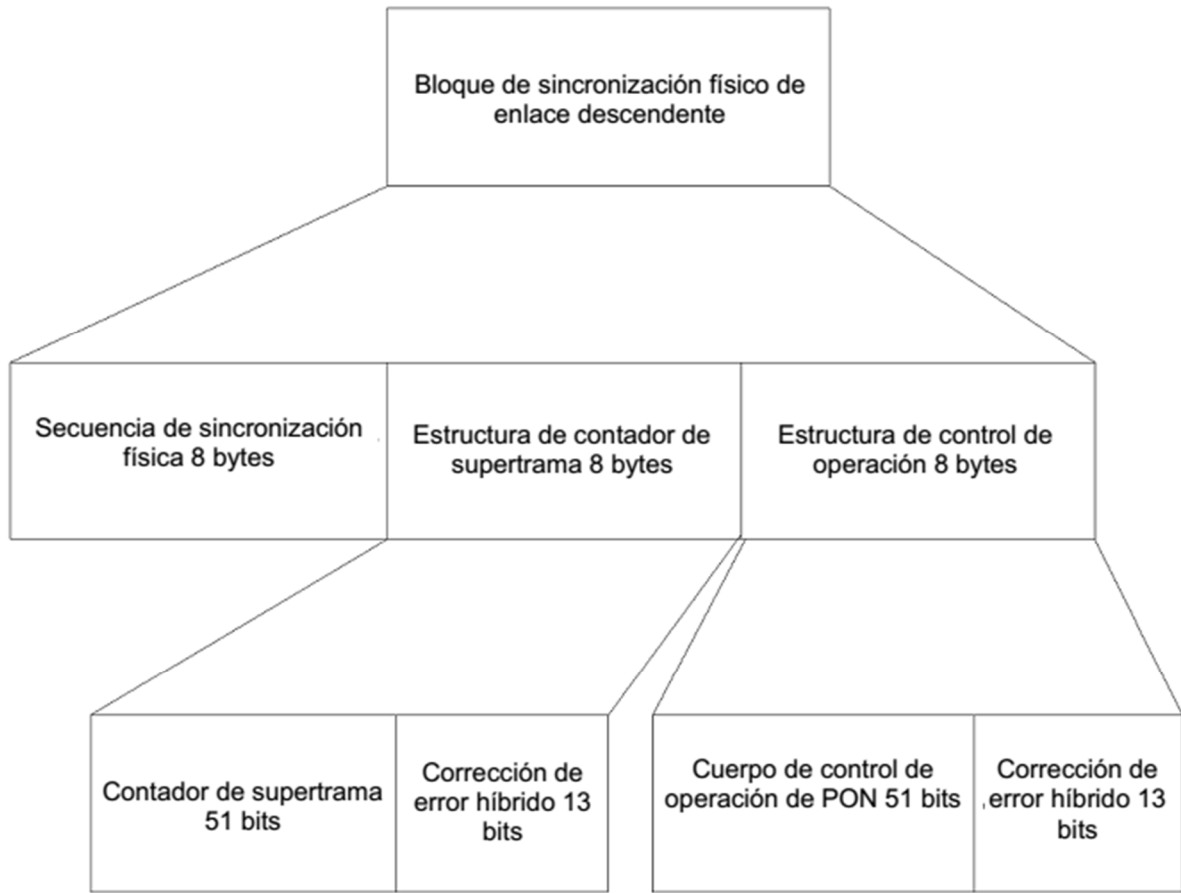 Bloque de sincronización físico de
enlace descendente
Secuencia de sincronización
física 8 bytes
Estructura de contador de
supertrama 8 bytes
Estructura de control de
operación 8 bytes
Contador de supertrama
51 bits
Corrección de
error híbrido 13
bits
Cuerpo de control de
operación de PON 51 bits
Corrección de
error híbrido 13
bits